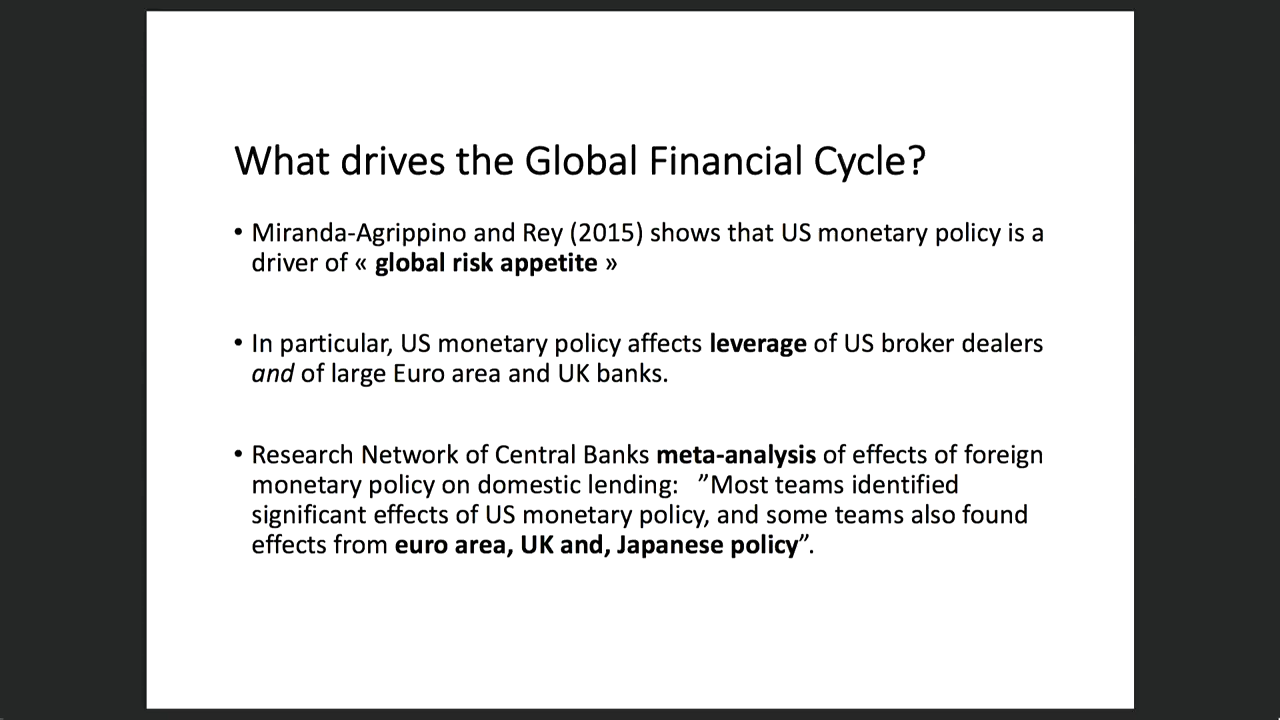 What drives the Global Financial Cycle?
• Miranda-Agrippino and Rey (2015) shows that US monetary policy is a
driver of « global risk appetite »
• In particular, US monetary policy affects leverage of US broker dealers
and of large Euro area and UK banks.
• Research Network of Central Banks meta-analysis of effects of foreign
monetary policy on domestic lending: ”Most teams identified
significant effects of US monetary policy, and some teams also found
effects from euro area, UK and, Japanese policy”.